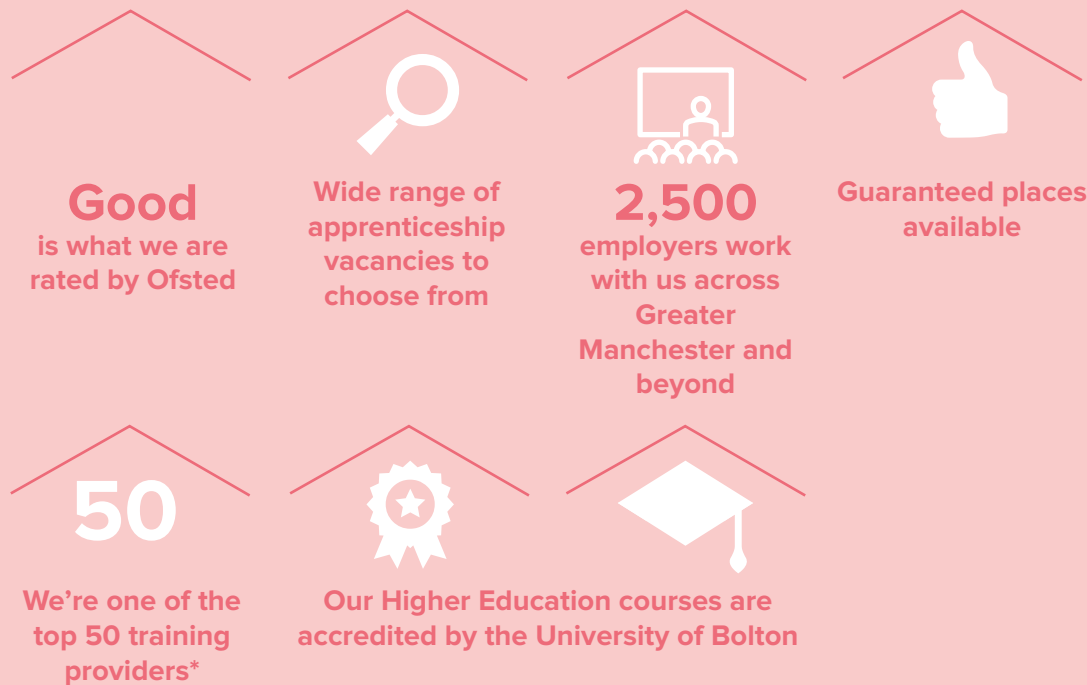 Good
is what we are
rated by Ofsted
Wide range of
apprenticeship
vacancies to
choose from
2,500
employers work
with us across
Greater
Manchester and
beyond
Guaranteed places
available
50
We’re one of the
top 50 training
providers*
Our Higher Education courses are
accredited by the University of Bolton